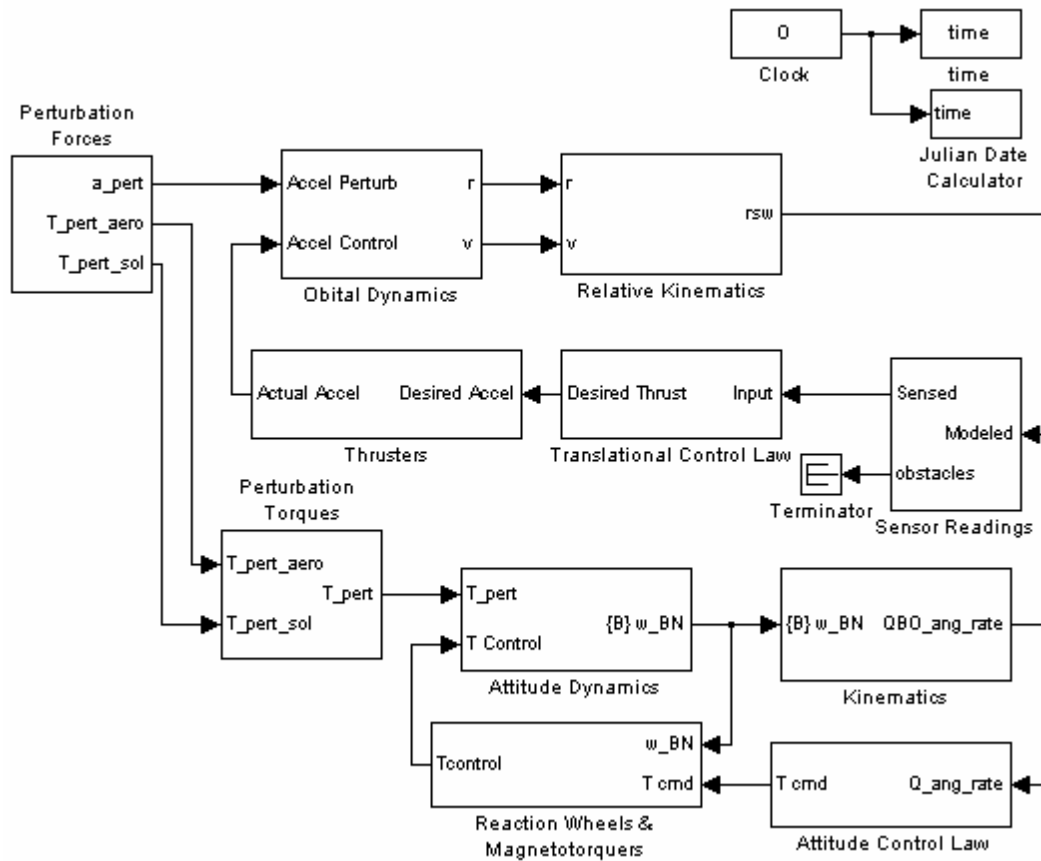 0
time
Clock
time
time
Julian Date
Calculator
Perturbation
Forces
a_pert
T_pert_aero
T_pert_sol
Accel Perturb
r
Accel Control
v
Obital Dynamics
r
rsw
v
Relative Kinematics
Actual Accel
Desired Accel
Thrusters
Desired Thrust
Input
Translational Control Law
Sensed
Modeled
obstacles
Sensor Readings
Terminator
Perturbation
Torques
T_pert_aero
T_pert
T_pert_sol
T_pert
{B} w_BN
T Control
Attitude Dynamics
{B} w_BN
QBO_ang_rate
Kinematics
w_BN
Tcontrol
T cmd
Reaction Wheels &
Magnetotorquers
T cmd
Q_ang_rate
Attitude Control Law